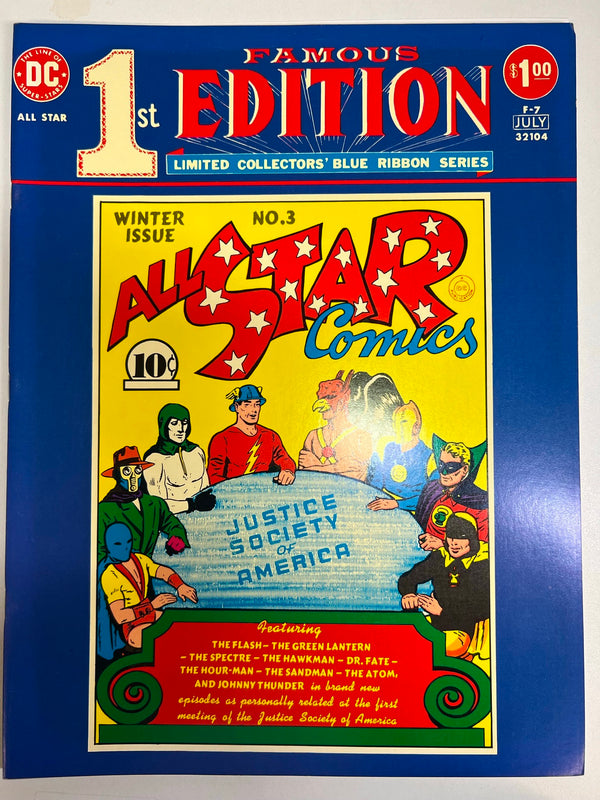 THE LINE OF
DC
SUPER-STARS
ALL STAR
1st
FAMOUS
EDITION
LIMITED COLLECTORS' BLUE RIBBON SERIES
$1.00
F-7
JULY
32104
WINTER
ISSUE
NO.3
ALL STAR
Comics
10¢
JUSTICE
SOCIETY
OF
AMERICA
Featuring
THE FLASH – THE GREEN LANTERN
– THE SPECTRE – THE HAWKMAN – DR. FATE –
THE HOUR-MAN – THE SANDMAN – THE ATOM,
AND JOHNNY THUNDER in brand new
episodes as personally related at the first
meeting of the Justice Society of America